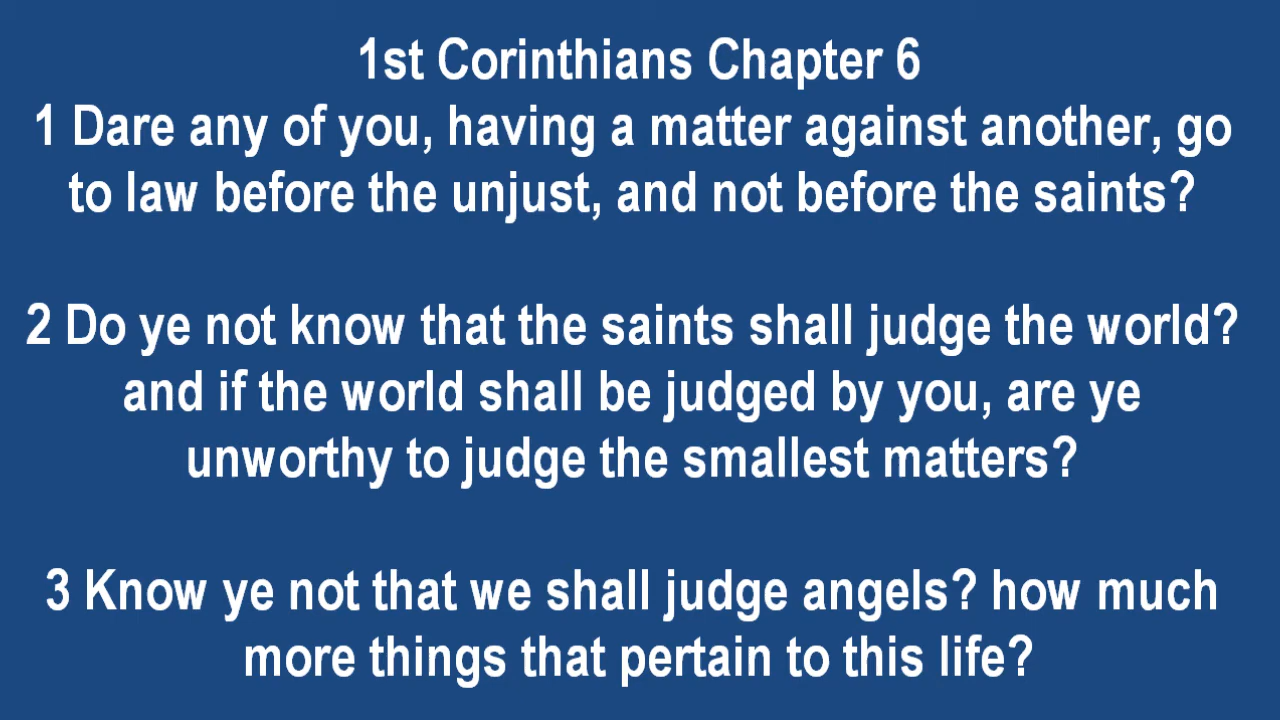 1st Corinthians Chapter 6
1 Dare any of you, having a matter against another, go
to law before the unjust, and not before the saints?
2 Do ye not know that the saints shall judge the world?
and if the world shall be judged by you, are ye
unworthy to judge the smallest matters?
3 Know ye not that we shall judge angels? how much
more things that pertain to this life?